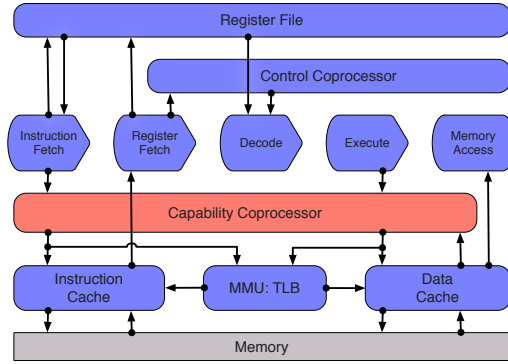 Register File
Control Coprocessor
Instruction
Fetch
Register
Fetch
Decode
Execute
Memory
Access
Capability Coprocessor
Instruction
Cache
MMU: TLB
Data
Cache
Memory